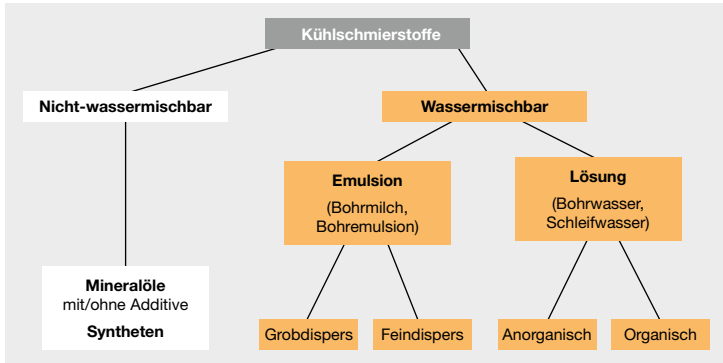 Kühlschmierstoffe
Nicht-wassermischbar
Wassermischbar
Emulsion
(Bohrmilch,
Bohremulsion)
Lösung
(Bohrwasser,
Schleifwasser)
Mineralöle
mit/ohne Additive
Syntheten
Grobdispers
Feindispers
Anorganisch
Organisch